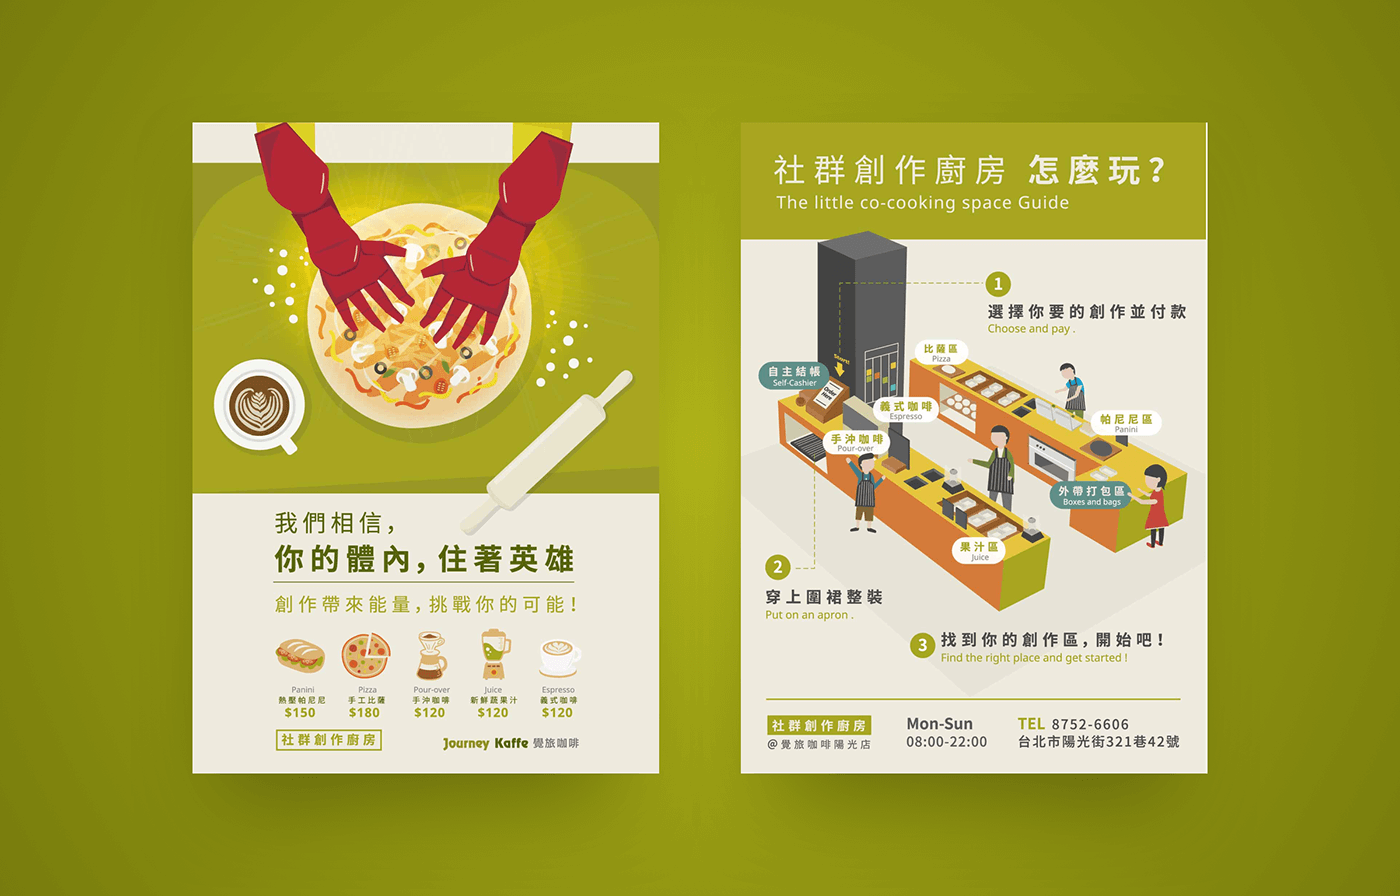 我們相信，
你的體內，住著英雄
創作帶來能量，挑戰你的可能！
Panini
熱壓帕尼尼
$150
Pizza
手工比薩
$180
Pour-over
手沖咖啡
$120
Juice
新鮮蔬果汁
$120
Espresso
義式咖啡
$120
社群創作廚房
Journey Kaffe 覺旅咖啡
社群創作廚房 怎麼玩？
The little co-cooking space Guide
1
選擇你要的創作並付款
Choose and pay .
Start!
比薩區
Pizza
自主結帳
Self-Cashier
Order Here
義式咖啡
Espresso
帕尼尼區
Panini
手沖咖啡
Pour-over
外帶打包區
Boxes and bags
果汁區
Juice
2
穿上圍裙整裝
Put on an apron .
3
找到你的創作區，開始吧！
Find the right place and get started !
社群創作廚房
@覺旅咖啡陽光店
Mon-Sun
08:00-22:00
TEL 8752-6606
台北市陽光街321巷42號